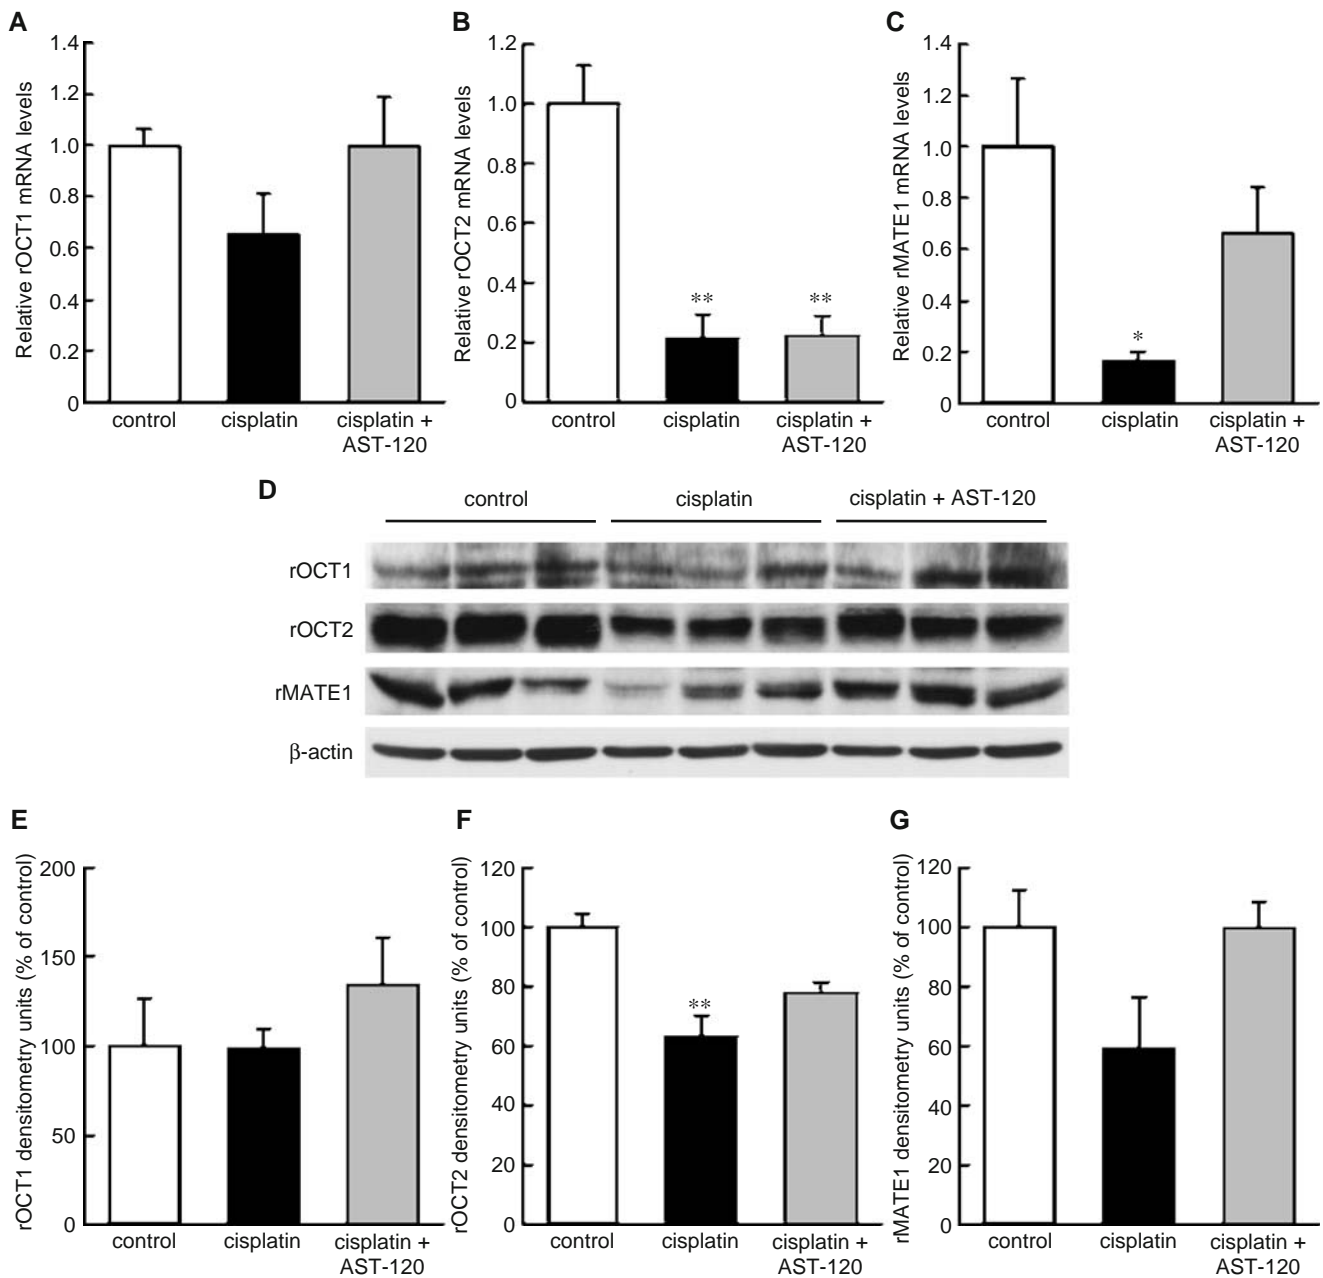 A
Relative rOCT1 mRNA levels
1.4
1.2
1.0
0.8
0.6
0.4
0.2
0
control
cisplatin
cisplatin +
AST-120
B
Relative rOCT2 mRNA levels
1.2
1.0
0.8
0.6
0.4
0.2
0
**
**
control
cisplatin
cisplatin +
AST-120
C
Relative rMATE1 mRNA levels
1.4
1.2
1.0
0.8
0.6
0.4
0.2
0
*
control
cisplatin
cisplatin +
AST-120
D
control
cisplatin
cisplatin + AST-120
rOCT1
rOCT2
rMATE1
β-actin
E
rOCT1 densitometry units (% of control)
200
150
100
50
0
control
cisplatin
cisplatin +
AST-120
F
rOCT2 densitometry units (% of control)
120
100
80
60
40
20
0
**
control
cisplatin
cisplatin +
AST-120
G
rMATE1 densitometry units (% of control)
120
100
80
60
40
20
0
control
cisplatin
cisplatin +
AST-120